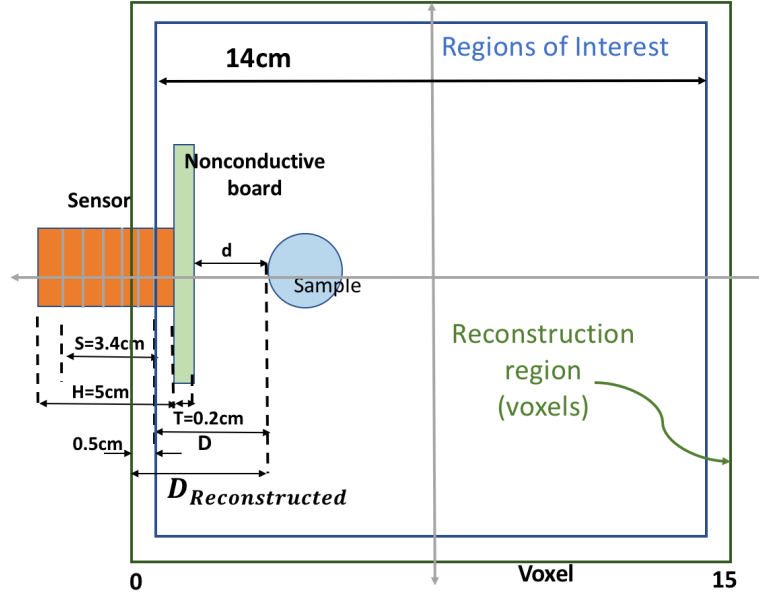 Regions of Interest
14cm
Nonconductive
board
Sensor
d
Sample
S=3.4cm
Reconstruction
region
(voxels)
H=5cm
T=0.2cm
D
0.5cm
D_Reconstructed
Voxel
0
15